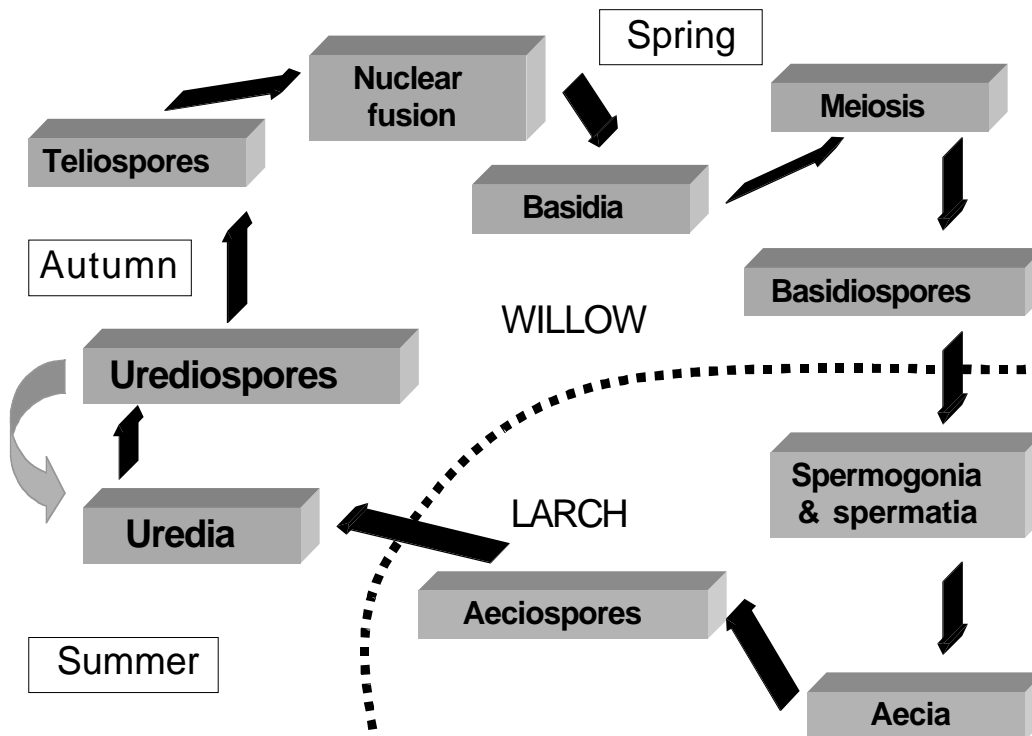 Spring
Nuclear
fusion
Meiosis
Teliospores
Basidia
Autumn
Basidiospores
WILLOW
Urediospores
Spermogonia
& spermatia
LARCH
Uredia
Aeciospores
Summer
Aecia